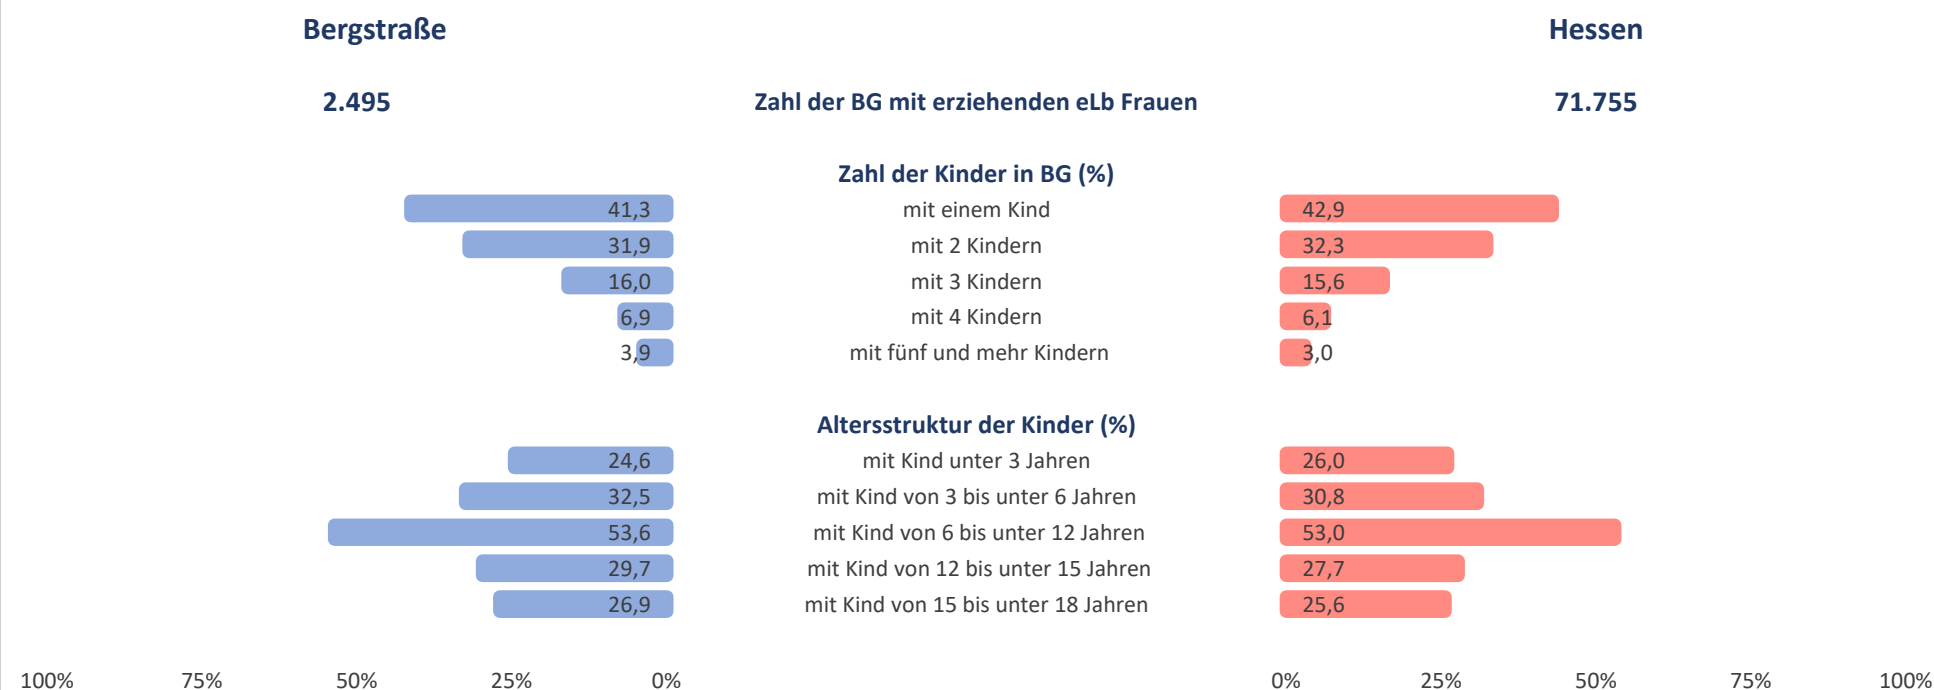 Bergstraße Hessen
2.495 Zahl der BG mit erziehenden eLb Frauen 71.755
Zahl der Kinder in BG (%)
41,3 mit einem Kind 42,9
31,9 mit 2 Kindern 32,3
16,0 mit 3 Kindern 15,6
6,9 mit 4 Kindern 6,1
3,9 mit fünf und mehr Kindern 3,0
Altersstruktur der Kinder (%)
24,6 mit Kind unter 3 Jahren 26,0
32,5 mit Kind von 3 bis unter 6 Jahren 30,8
53,6 mit Kind von 6 bis unter 12 Jahren 53,0
29,7 mit Kind von 12 bis unter 15 Jahren 27,7
26,9 mit Kind von 15 bis unter 18 Jahren 25,6
100% 75% 50% 25% 0% 0% 25% 50% 75% 100%